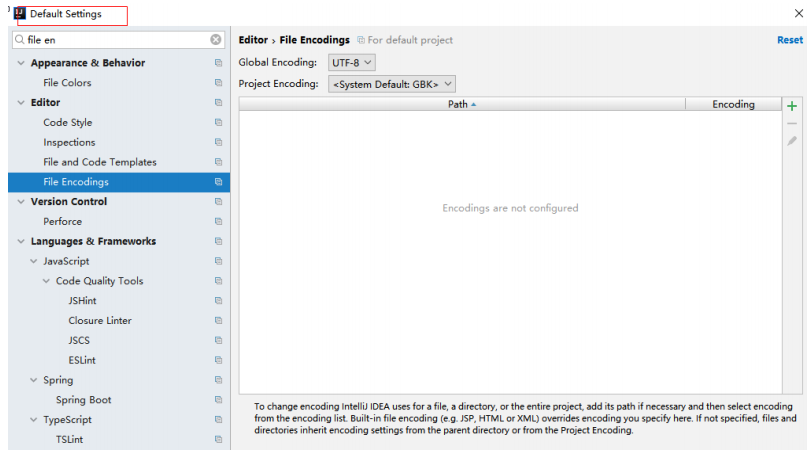 Default Settings
file en
Appearance & Behavior
File Colors
Editor
Code Style
Inspections
File and Code Templates
File Encodings
Version Control
Perforce
Languages & Frameworks
JavaScript
Code Quality Tools
JSHint
Closure Linter
JSCS
ESLint
Spring
Spring Boot
TypeScript
TSLint
Editor › File Encodings For default project Reset
Global Encoding: UTF-8
Project Encoding: <System Default: GBK>
Path Encoding
Encodings are not configured
To change encoding IntelliJ IDEA uses for a file, a directory, or the entire project, add its path if necessary and then select encoding
from the encoding list. Built-in file encoding (e.g. JSP, HTML or XML) overrides encoding you specify here. If not specified, files and
directories inherit encoding settings from the parent directory or from the Project Encoding.